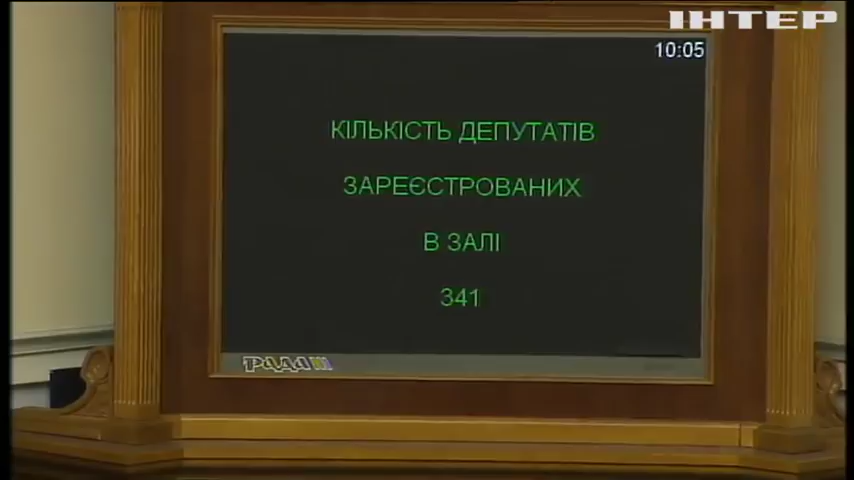 ІНТЕР
10:05
КІЛЬКІСТЬ ДЕПУТАТІВ
ЗАРЕЄСТРОВАНИХ
В ЗАЛІ
341
РАДА